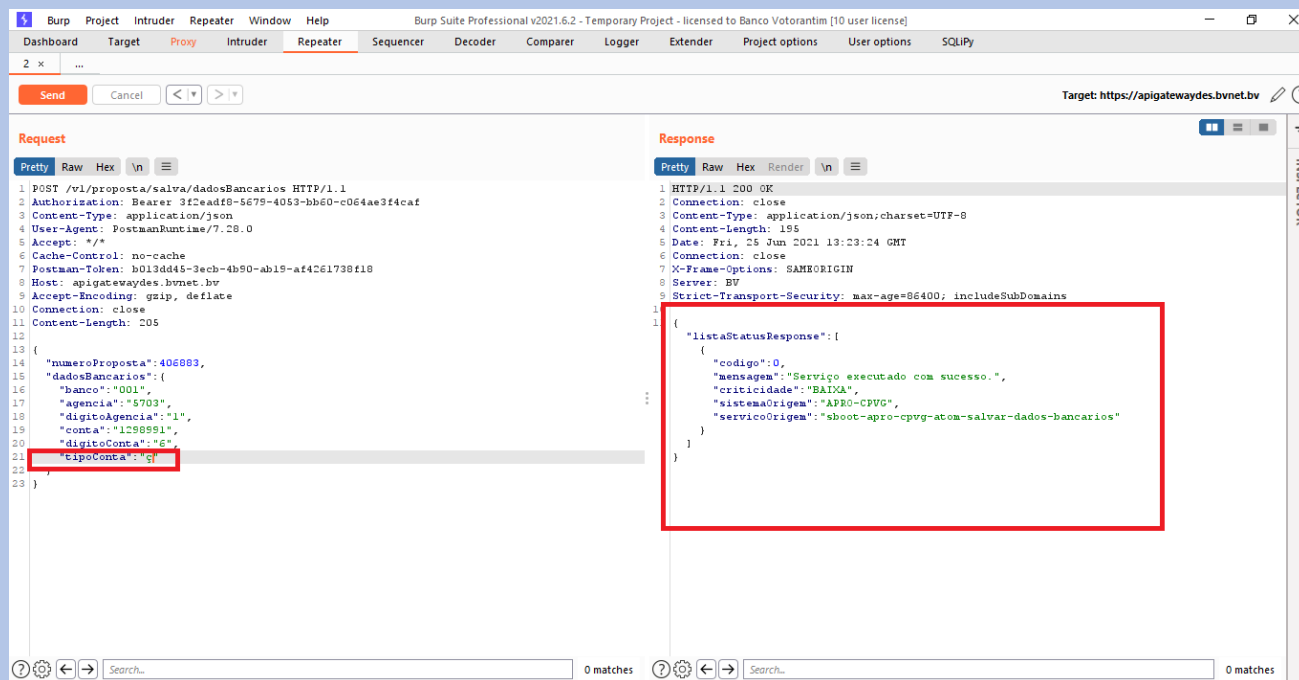 Burp Project Intruder Repeater Window Help Burp Suite Professional v2021.6.2 - Temporary Project - licensed to Banco Votorantim [10 user license]
Dashboard Target Proxy Intruder Repeater Sequencer Decoder Comparer Logger Extender Project options User options SQLiPy
2 × ...
Send Cancel < > Target: https://apigatewaydes.bvnet.bv
Request
Pretty Raw Hex \n
1 POST /v1/proposta/salva/dadosBancarios HTTP/1.1
2 Authorization: Bearer 3f2eadf8-5679-4053-bb60-c064ae3f4caf
3 Content-Type: application/json
4 User-Agent: PostmanRuntime/7.28.0
5 Accept: */*
6 Cache-Control: no-cache
7 Postman-Token: b013dd45-3ecb-4b90-ab19-af4261738f18
8 Host: apigatewaydes.bvnet.bv
9 Accept-Encoding: gzip, deflate
10 Connection: close
11 Content-Length: 205
12
13 {
14 "numeroProposta":406883,
15 "dadosBancarios":{
16 "banco":"001",
17 "agencia":"5703",
18 "digitoAgencia":"1",
19 "conta":"1298991",
20 "digitoConta":"6",
21 "tipoConta":"ç"
22 }
23 }
Search... 0 matches
Response
Pretty Raw Hex Render \n
1 HTTP/1.1 200 OK
2 Connection: close
3 Content-Type: application/json;charset=UTF-8
4 Content-Length: 195
5 Date: Fri, 25 Jun 2021 13:23:24 GMT
6 Connection: close
7 X-Frame-Options: SAMEORIGIN
8 Server: BV
9 Strict-Transport-Security: max-age=86400; includeSubDomains
10
{
"listaStatusResponse":[
{
"codigo":0,
"mensagem":"Serviço executado com sucesso.",
"criticidade":"BAIXA",
"sistemaOrigem":"APRO-CPVG",
"servicoOrigem":"sboot-apro-cpvg-atom-salvar-dados-bancarios"
}
]
}
Search... 0 matches